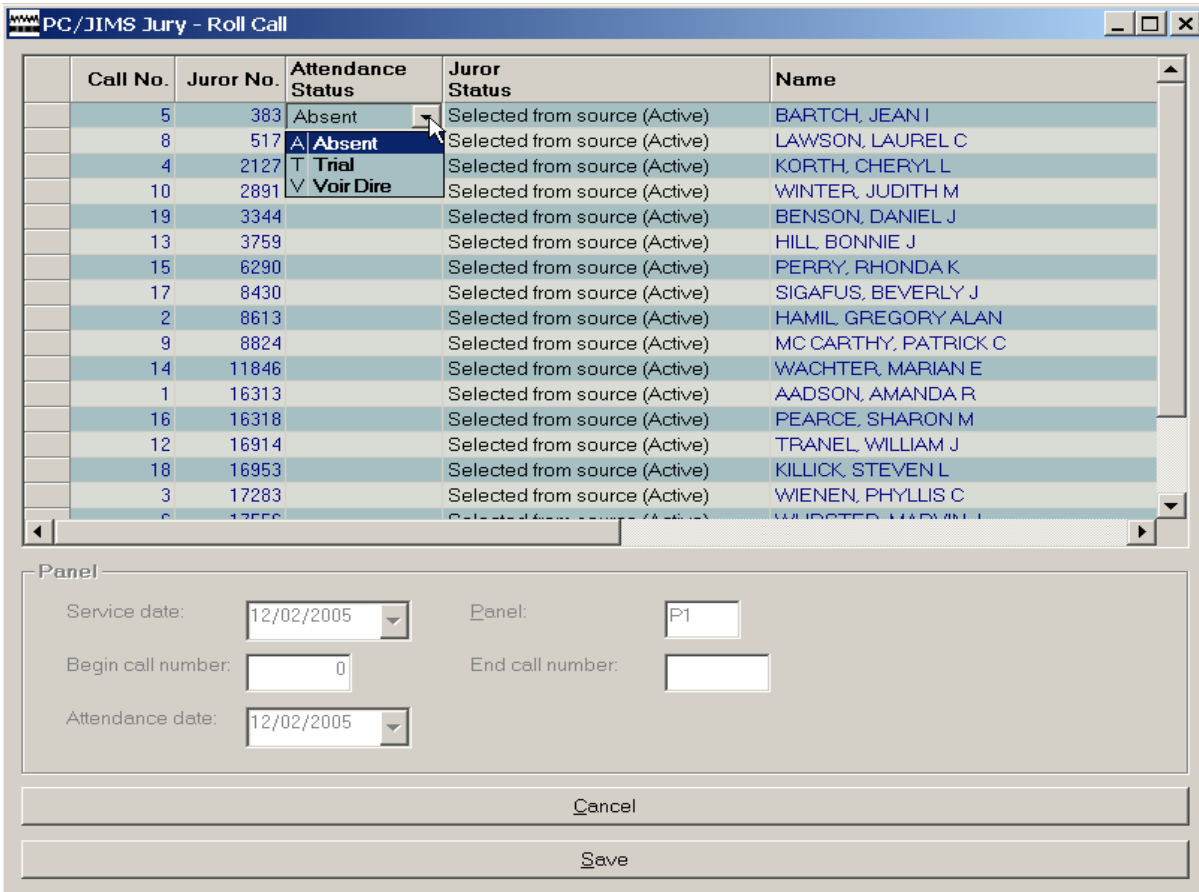 PC/JIMS Jury - Roll Call
Call No. Juror No. Attendance Status Juror Status Name
5 383 Absent Selected from source (Active) BARTCH, JEAN I
8 517 A Absent Selected from source (Active) LAWSON, LAUREL C
4 2127 T Trial Selected from source (Active) KORTH, CHERYL L
10 2891 V Voir Dire Selected from source (Active) WINTER, JUDITH M
19 3344 Selected from source (Active) BENSON, DANIEL J
13 3759 Selected from source (Active) HILL, BONNIE J
15 6290 Selected from source (Active) PERRY, RHONDA K
17 8430 Selected from source (Active) SIGAFUS, BEVERLY J
2 8613 Selected from source (Active) HAMIL, GREGORY ALAN
9 8824 Selected from source (Active) MC CARTHY, PATRICK C
14 11846 Selected from source (Active) WACHTER, MARIAN E
1 16313 Selected from source (Active) AADSON, AMANDA R
16 16318 Selected from source (Active) PEARCE, SHARON M
12 16914 Selected from source (Active) TRANEL, WILLIAM J
18 16953 Selected from source (Active) KILLICK, STEVEN L
3 17283 Selected from source (Active) WIENEN, PHYLLIS C
Selected from source (Active)
Panel
Service date: 12/02/2005 Panel: P1
Begin call number: 0 End call number:
Attendance date: 12/02/2005
Cancel
Save